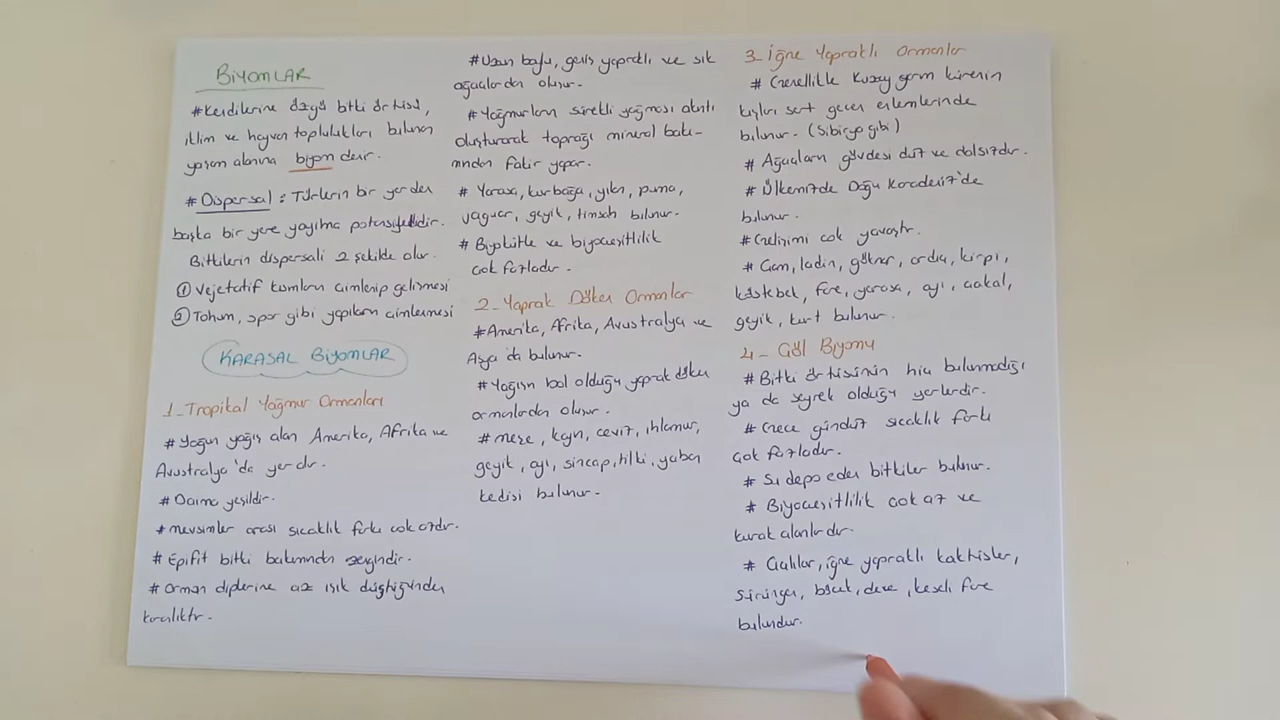 BİYOMLAR
#Kendilerine özgü bitki örtüsü,
iklim ve hayvan toplulukları bulunan
yaşam alanına biyom denir.
#Dispersal : Türlerin bir yerden
başka bir yere yayılma potansiyelidir.
Bitkilerin dispersali 2 şekilde olur.
① Vejetatif kısımların çimlenip gelişmesi
② Tohum, spor gibi yapıların çimlenmesi
KARASAL BİYOMLAR
1-Tropikal Yağmur Ormanları
#Yoğun yağış alan Amerika, Afrika ve
Avustralya'da yer alır.
#Daima yeşildir.
#mevsimler arası sıcaklık farkı çok azdır.
#Epifit bitki bakımından zengindir.
#Orman diplerine az ışık düştüğünden
karanlıktır.
#Uzun boylu, geniş yapraklı ve sık
ağaçlardan oluşur.
#Yağmurların sürekli yağması akıntı
oluşturarak toprağı mineral bakı-
mından fakir yapar.
# Yarasa, kurbağa, yılan, puma,
jaguar, geyik, timsah bulunur.
# Biyokütle ve biyoçeşitlilik
çok fazladır.
2-Yaprak Döken Ormanlar
#Amerika, Afrika, Avustralya ve
Asya'da bulunur.
#Yağışın bol olduğu yaprak döken
ormanlardan oluşur.
#meşe, kayın, ceviz, ıhlamur,
geyik, ayı, sincap, tilki, yaban
kedisi bulunur.
3-İğne Yapraklı Ormanlar
# Genellikle Kuzey yarım kürenin
kışları sert geçen enlemlerinde
bulunur. (Sibirya gibi)
# Ağaçların gövdesi düz ve dalsızdır.
# Ülkemizde Doğu Karadeniz'de
bulunur.
#Gelişimi çok yavaştır.
# Çam, ladin, göknar, ardıç, kirpi,
köstebek, fare, yarasa, ayı, çakal,
geyik, kurt bulunur.
4- Çöl Biyomu
#Bitki örtüsünün hiç bulunmadığı
ya da seyrek olduğu yerlerdir.
#Gece gündüz sıcaklık farkı
çok fazladır.
# Su depo eden bitkiler bulunur.
# Biyoçeşitlilik çok az ve
kurak alanlardır.
# Çalılar, iğne yapraklı kaktüsler,
sürüngen, böcek, deve, keseli fare
bulunur.